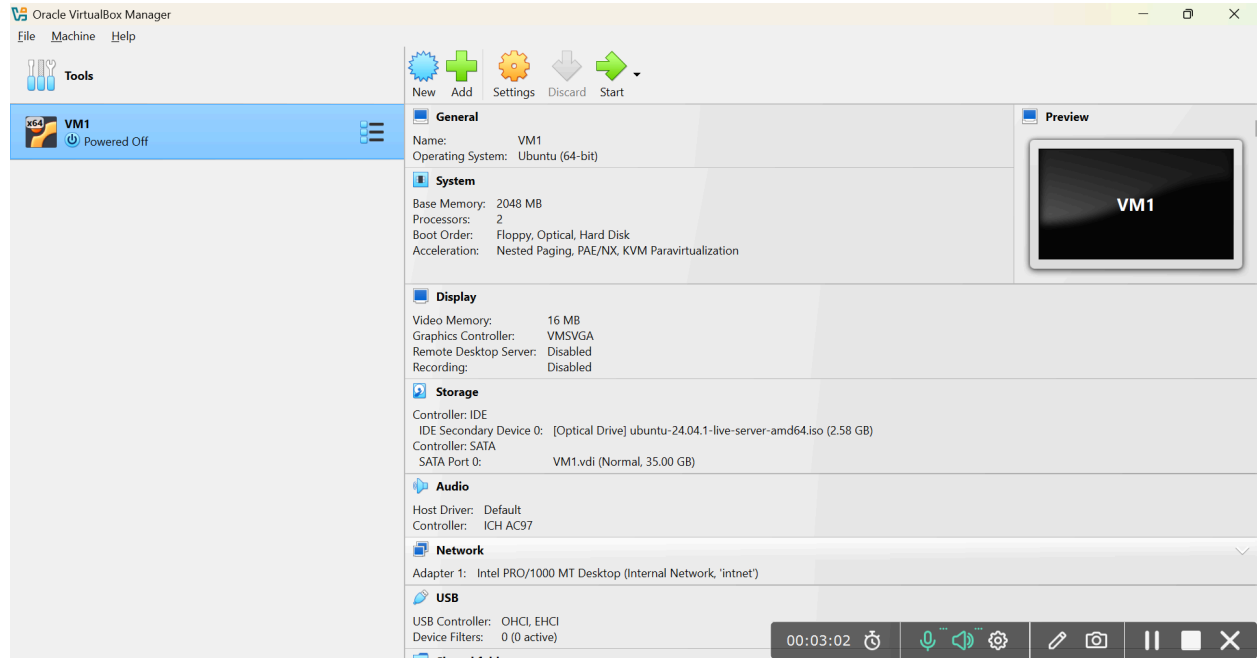 Oracle VirtualBox Manager
File Machine Help
Tools
New Add Settings Discard Start
x64
VM1
Powered Off
General
Name: VM1
Operating System: Ubuntu (64-bit)
Preview
VM1
System
Base Memory: 2048 MB
Processors: 2
Boot Order: Floppy, Optical, Hard Disk
Acceleration: Nested Paging, PAE/NX, KVM Paravirtualization
Display
Video Memory: 16 MB
Graphics Controller: VMSVGA
Remote Desktop Server: Disabled
Recording: Disabled
Storage
Controller: IDE
IDE Secondary Device 0: [Optical Drive] ubuntu-24.04.1-live-server-amd64.iso (2.58 GB)
Controller: SATA
SATA Port 0: VM1.vdi (Normal, 35.00 GB)
Audio
Host Driver: Default
Controller: ICH AC97
Network
Adapter 1: Intel PRO/1000 MT Desktop (Internal Network, 'intnet')
USB
USB Controller: OHCI, EHCI
Device Filters: 0 (0 active)
00:03:02